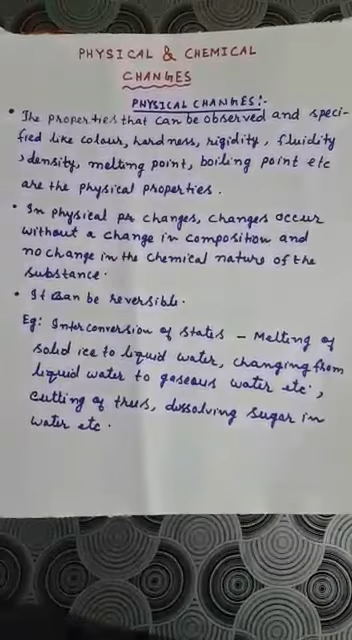 PHYSICAL & CHEMICAL
CHANGES
PHYSICAL CHANGES:-
• The properties that can be observed and speci-
fied like colour, hardness, rigidity, fluidity
, density, melting point, boiling point etc
are the physical properties.
• In physical changes, changes occur
without a change in composition and
no change in the chemical nature of the
substance.
• It can be reversible.
Eg: Interconversion of states - Melting of
solid ice to liquid water, changing from
liquid water to gaseous water etc,
cutting of trees, dissolving sugar in
water etc.